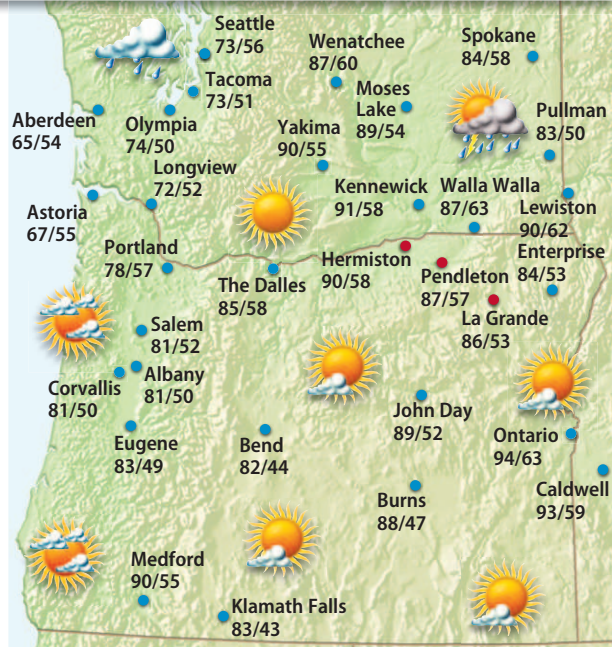 Seattle
73/56
Spokane
84/58
Wenatchee
87/60
Tacoma
73/51
Moses
Lake
89/54
Pullman
83/50
Aberdeen
65/54
Olympia
74/50
Yakima
90/55
Longview
72/52
Kennewick
91/58
Walla Walla
87/63
Lewiston
90/62
Astoria
67/55
Portland
78/57
The Dalles
85/58
Hermiston
90/58
Pendleton
87/57
Enterprise
84/53
La Grande
86/53
Salem
81/52
Corvallis
81/50
Albany
81/50
John Day
89/52
Eugene
83/49
Bend
82/44
Ontario
94/63
Burns
88/47
Caldwell
93/59
Medford
90/55
Klamath Falls
83/43